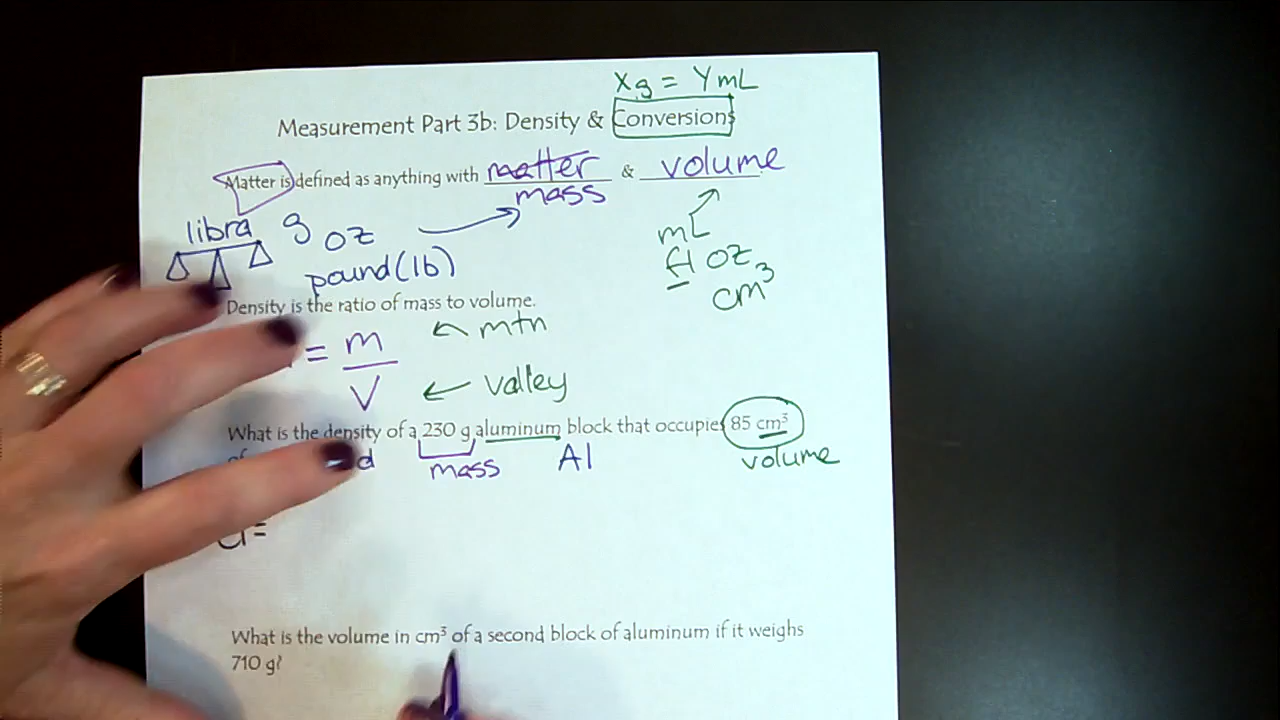 Xg = YmL
Measurement Part 3b: Density & Conversions
Matter is defined as anything with matter & volume
mass
libra g oz
pound (lb)
mL
fl oz
cm³
Density is the ratio of mass to volume.
= m ← mtn
V ← valley
What is the density of a 230 g aluminum block that occupies 85 cm³
d mass Al volume
d =
What is the volume in cm³ of a second block of aluminum if it weighs
710 g?